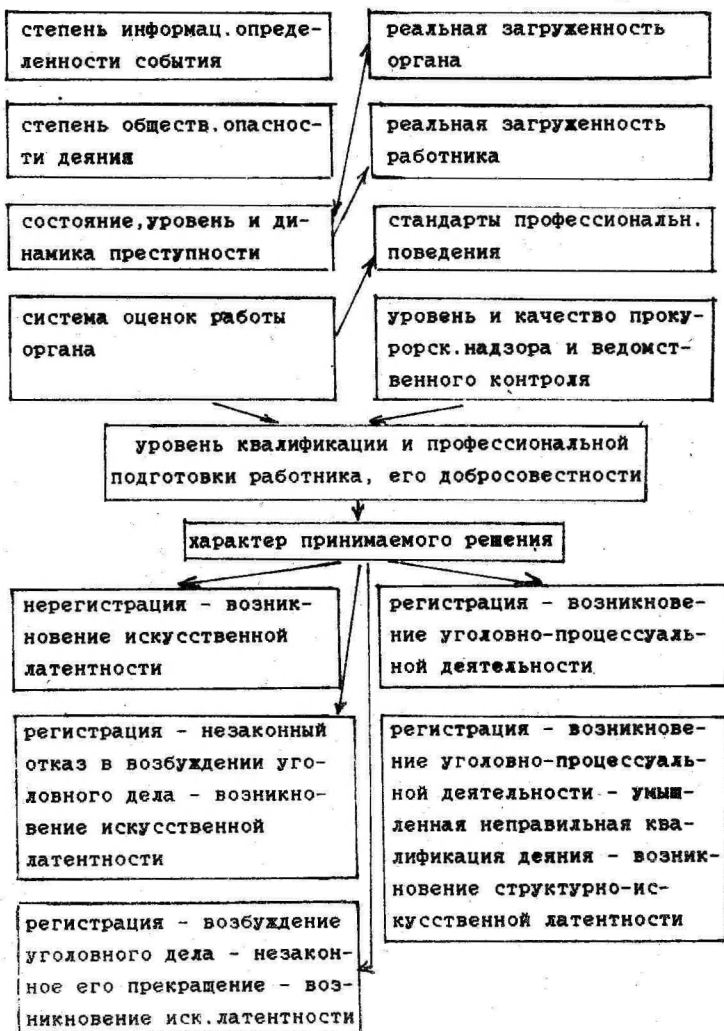 степень информац.опреде-
ленности события
реальная загруженность
органа
степень обществ.опаснос-
ти деяния
реальная загруженность
работника
состояние,уровень и ди-
намика преступности
стандарты профессиональн.
поведения
система оценок работы
органа
уровень и качество проку-
рорск.надзора и ведомст-
венного контроля
уровень квалификации и профессиональной
подготовки работника, его добросовестности
характер принимаемого решения
нерегистрация - возник-
новение искусственной
латентности
регистрация - возникнове-
ние уголовно-процессуаль-
ной деятельности
регистрация - незаконный
отказ в возбуждении уго-
ловного дела - возникно-
вение искусственной
латентности
регистрация - возникнове-
ние уголовно-процессуаль-
ной деятельности - умыш-
ленная неправильная ква-
лификация деяния - возник-
новение структурно-ис-
кусственной латентности
регистрация - возбуждение
уголовного дела - незакон-
ное его прекращение - воз-
никновение иск.латентности